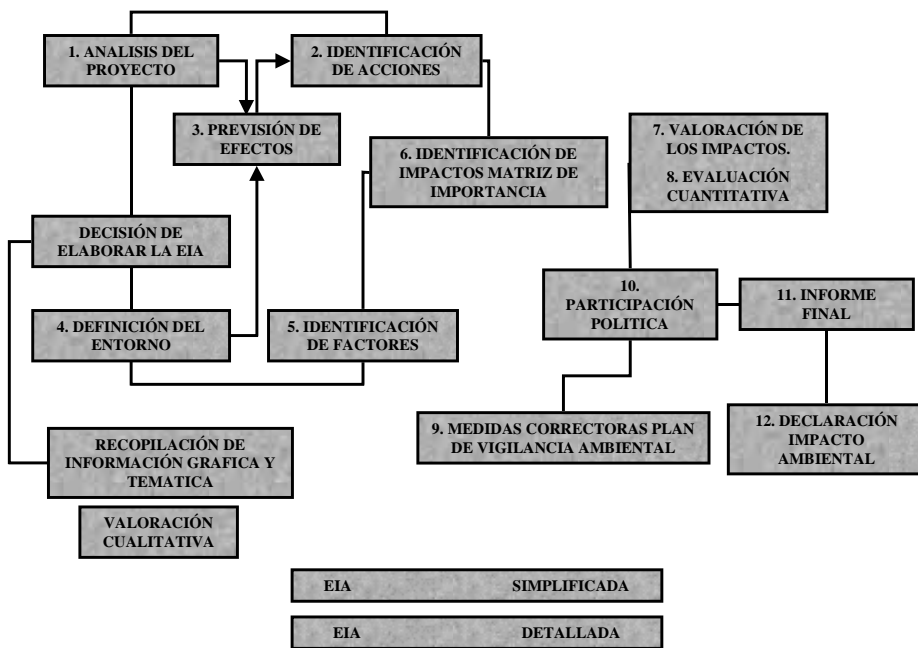 1. ANALISIS DEL
PROYECTO
2. IDENTIFICACIÓN
DE ACCIONES
3. PREVISIÓN DE
EFECTOS
6. IDENTIFICACIÓN DE
IMPACTOS MATRIZ DE
IMPORTANCIA
7. VALORACIÓN DE
LOS IMPACTOS.
8. EVALUACIÓN
CUANTITATIVA
DECISIÓN DE
ELABORAR LA EIA
10.
PARTICIPACIÓN
POLITICA
11. INFORME
FINAL
4. DEFINICIÓN DEL
ENTORNO
5. IDENTIFICACIÓN
DE FACTORES
9. MEDIDAS CORRECTORAS PLAN
DE VIGILANCIA AMBIENTAL
12. DECLARACIÓN
IMPACTO
AMBIENTAL
RECOPILACIÓN DE
INFORMACIÓN GRAFICA Y
TEMATICA
VALORACIÓN
CUALITATIVA
EIA SIMPLIFICADA
EIA DETALLADA